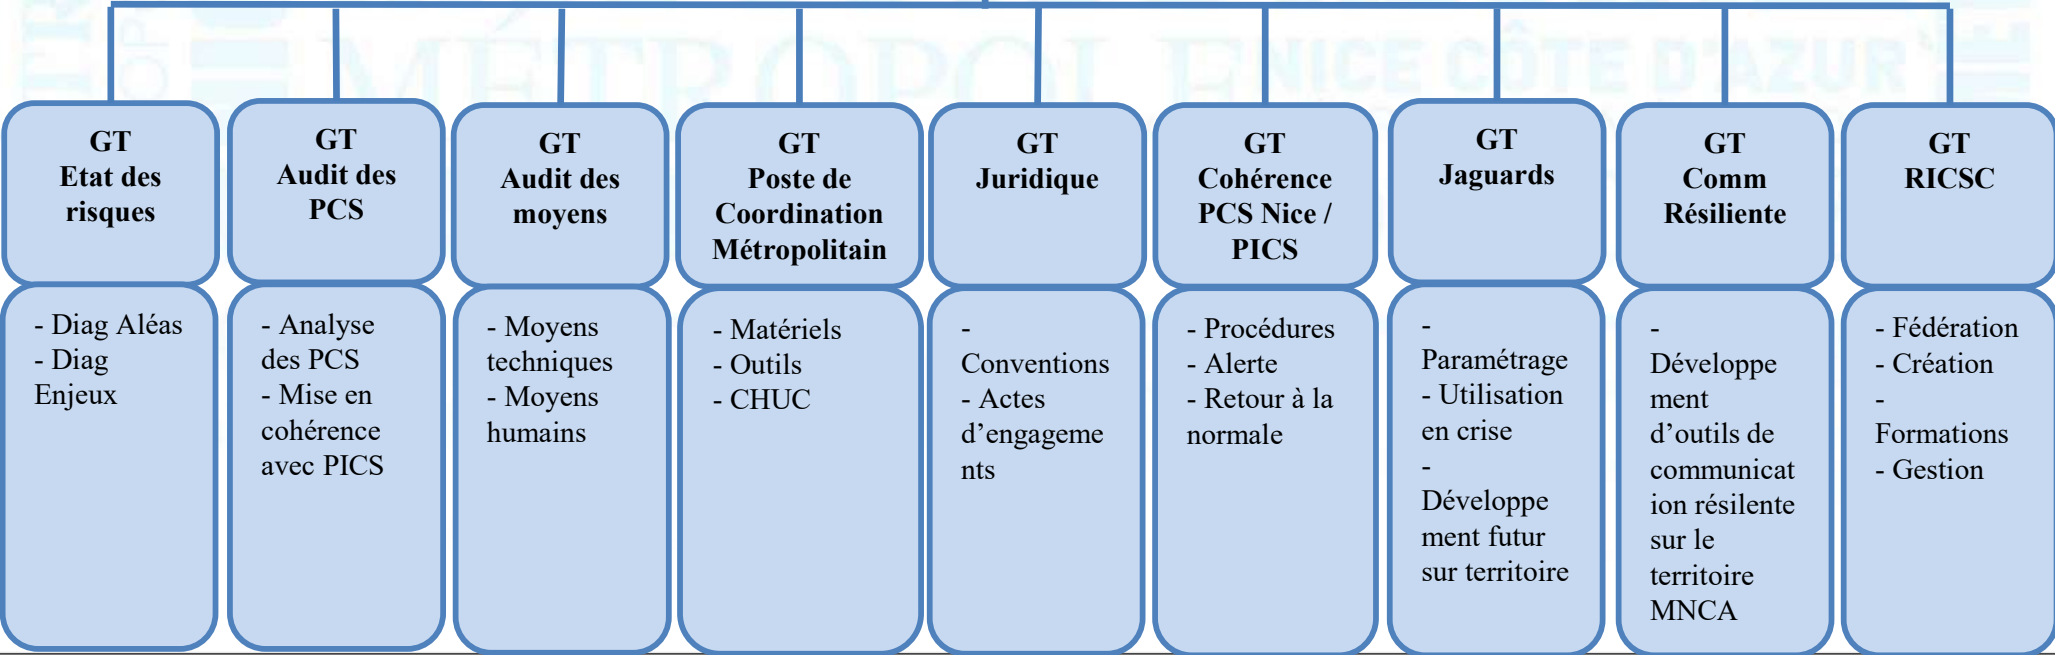 MÉTROPOLE NICE CÔTE D'AZUR
GT
Etat des
risques
- Diag Aléas
- Diag
Enjeux
GT
Audit des
PCS
- Analyse
des PCS
- Mise en
cohérence
avec PICS
GT
Audit des
moyens
- Moyens
techniques
- Moyens
humains
GT
Poste de
Coordination
Métropolitain
- Matériels
- Outils
- CHUC
GT
Juridique
-
Conventions
- Actes
d’engageme
nts
GT
Cohérence
PCS Nice /
PICS
- Procédures
- Alerte
- Retour à la
normale
GT
Jaguards
-
Paramétrage
- Utilisation
en crise
-
Développe
ment futur
sur territoire
GT
Comm
Résiliente
-
Développe
ment
d’outils de
communicat
ion résilente
sur le
territoire
MNCA
GT
RICSC
- Fédération
- Création
-
Formations
- Gestion